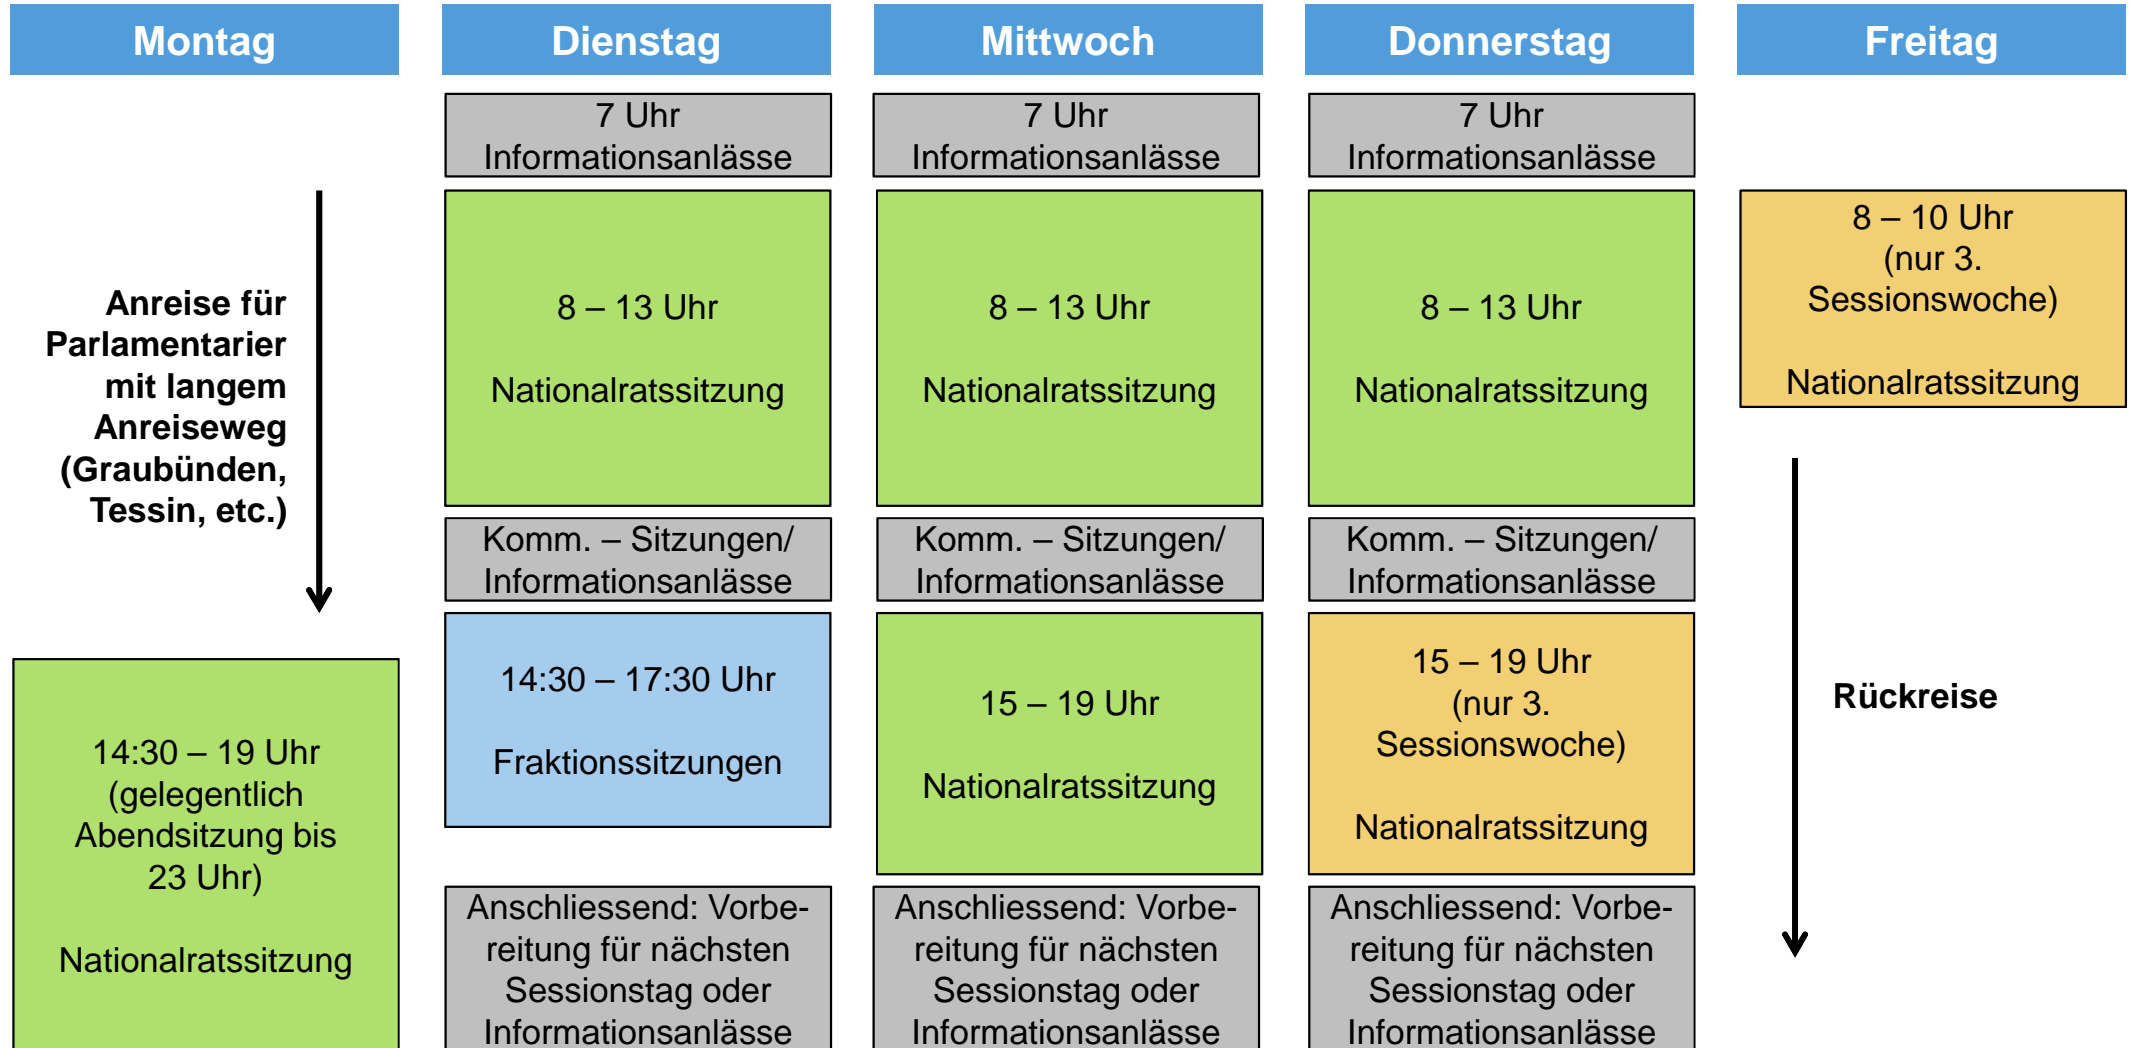 Montag
Dienstag
Mittwoch
Donnerstag
Freitag
Anreise für
Parlamentarier
mit langem
Anreiseweg
(Graubünden,
Tessin, etc.)
14:30 – 19 Uhr
(gelegentlich
Abendsitzung bis
23 Uhr)
Nationalratssitzung
7 Uhr
Informationsanlässe
8 – 13 Uhr
Nationalratssitzung
Komm. – Sitzungen/
Informationsanlässe
14:30 – 17:30 Uhr
Fraktionssitzungen
Anschliessend: Vorbe-
reitung für nächsten
Sessionstag oder
Informationsanlässe
7 Uhr
Informationsanlässe
8 – 13 Uhr
Nationalratssitzung
Komm. – Sitzungen/
Informationsanlässe
15 – 19 Uhr
Nationalratssitzung
Anschliessend: Vorbe-
reitung für nächsten
Sessionstag oder
Informationsanlässe
7 Uhr
Informationsanlässe
8 – 13 Uhr
Nationalratssitzung
Komm. – Sitzungen/
Informationsanlässe
15 – 19 Uhr
(nur 3.
Sessionswoche)
Nationalratssitzung
Anschliessend: Vorbe-
reitung für nächsten
Sessionstag oder
Informationsanlässe
8 – 10 Uhr
(nur 3.
Sessionswoche)
Nationalratssitzung
Rückreise